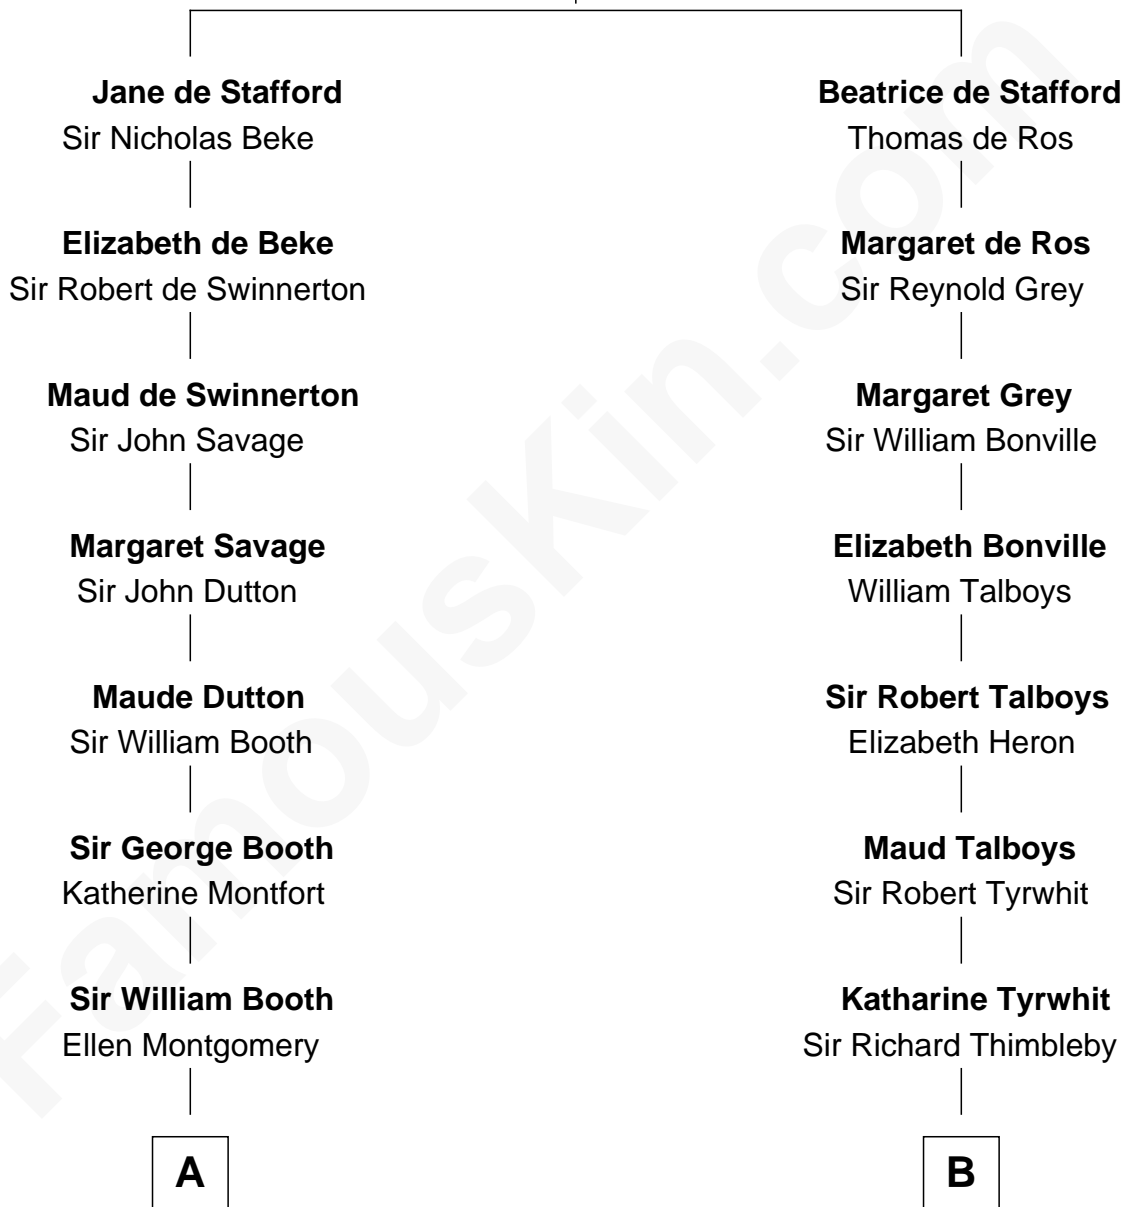 Jane de Stafford
Sir Nicholas Beke
Elizabeth de Beke
Sir Robert de Swinnerton
Maud de Swinnerton
Sir John Savage
Margaret Savage
Sir John Dutton
Maude Dutton
Sir William Booth
Sir George Booth
Katherine Montfort
Sir William Booth
Ellen Montgomery
A
Beatrice de Stafford
Thomas de Ros
Margaret de Ros
Sir Reynold Grey
Margaret Grey
Sir William Bonville
Elizabeth Bonville
William Talboys
Sir Robert Talboys
Elizabeth Heron
Maud Talboys
Sir Robert Tyrwhit
Katharine Tyrwhit
Sir Richard Thimbleby
B
FamousKin.com